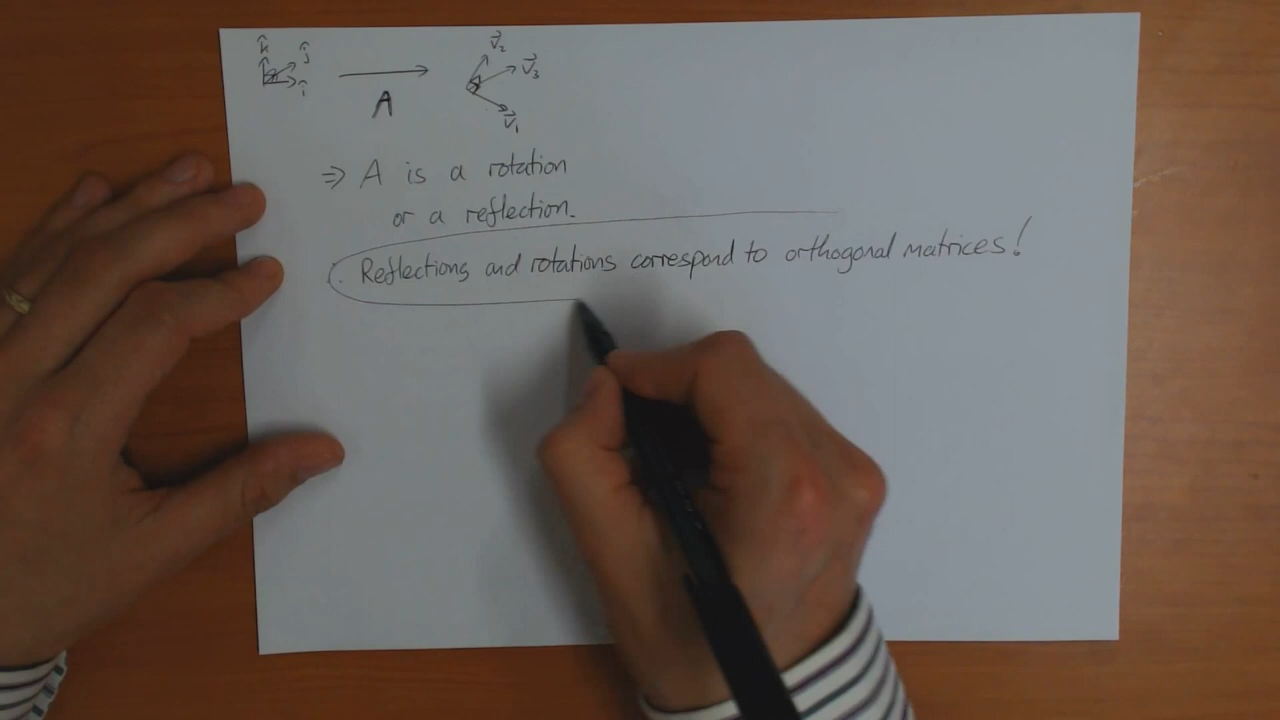 k̂ ĵ î
A
v⃗₂ v⃗₃ v⃗₁
⇒ A is a rotation
or a reflection.
Reflections and rotations correspond to orthogonal matrices!